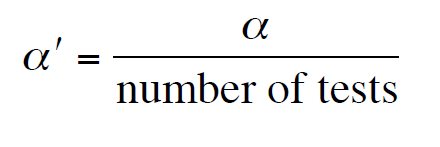 α′ = α / number of tests